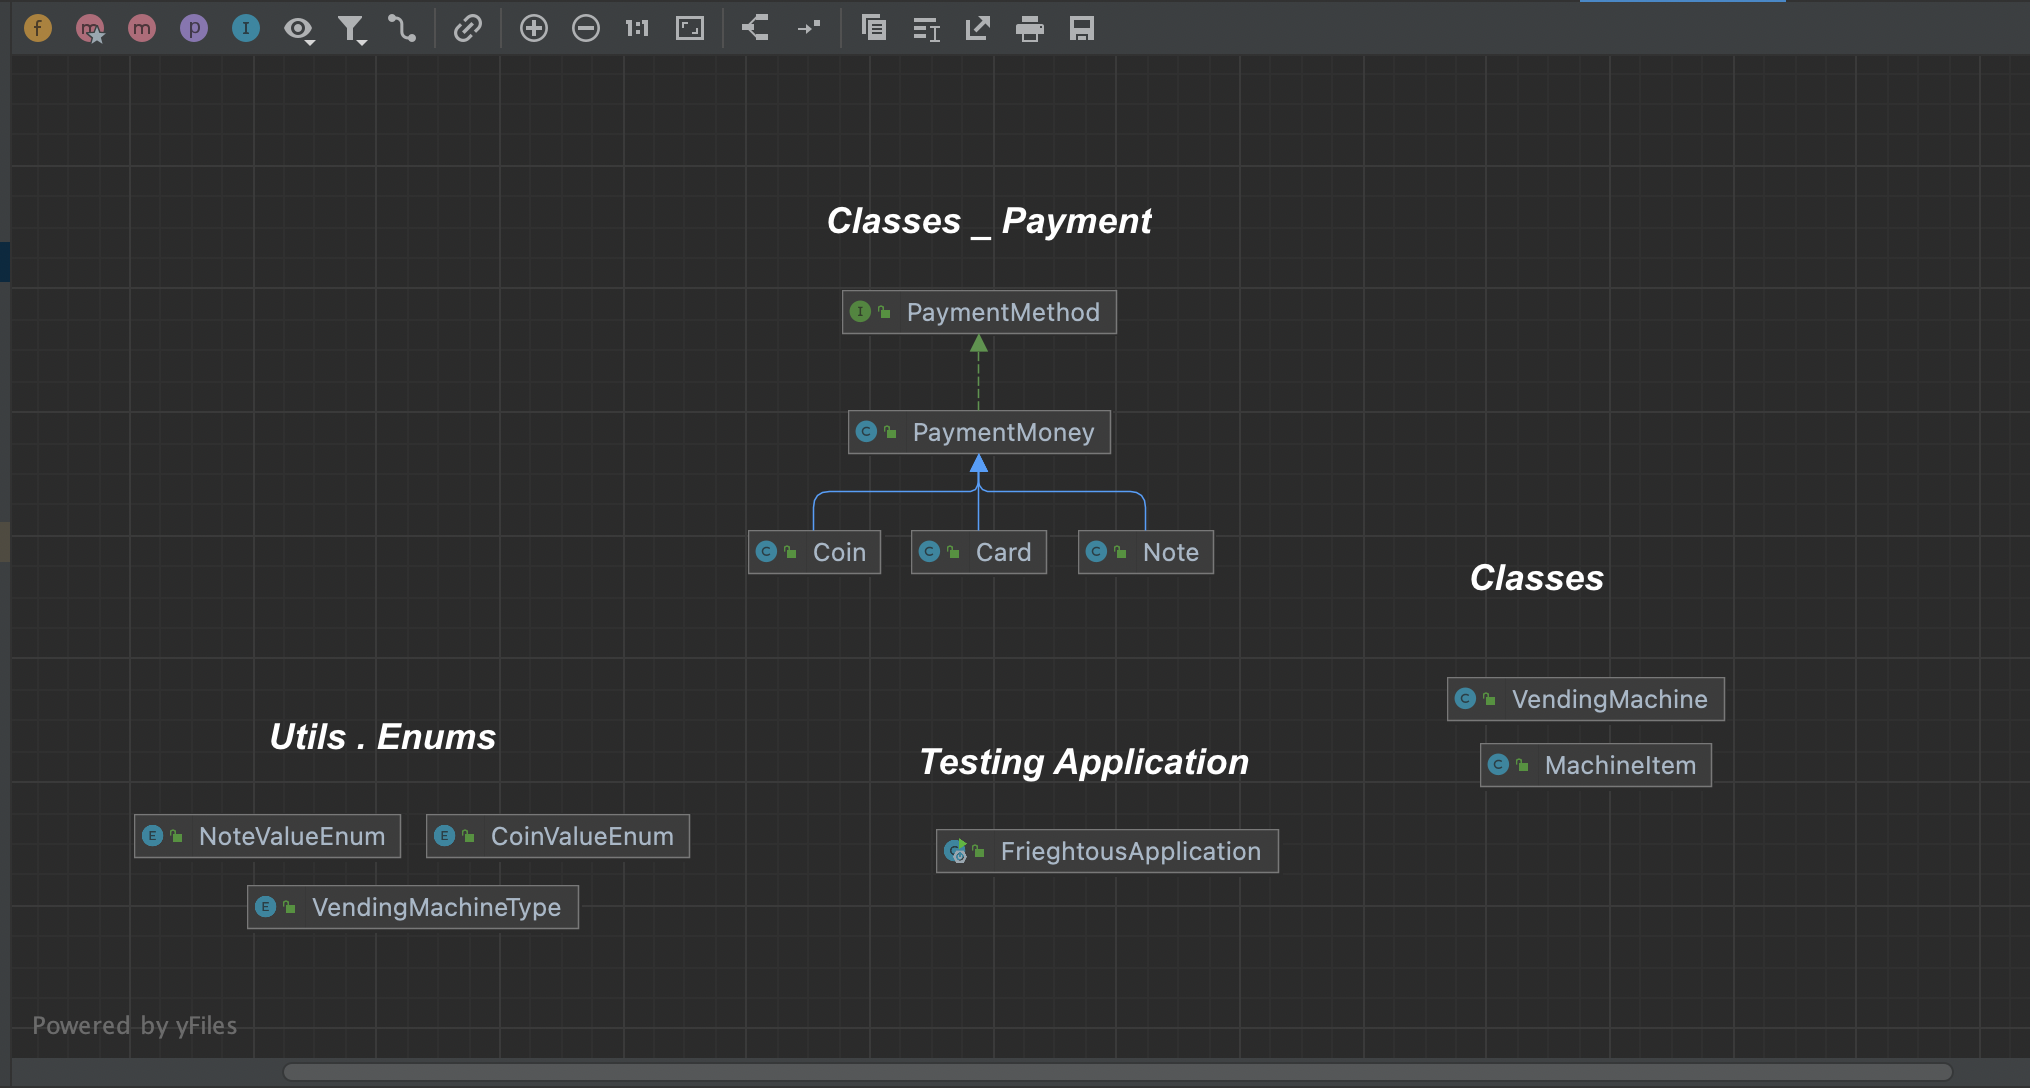 f m m p I 1:1
Classes _ Payment
I PaymentMethod
C PaymentMoney
C Coin
C Card
C Note
Classes
C VendingMachine
C MachineItem
Utils . Enums
E NoteValueEnum
E CoinValueEnum
E VendingMachineType
Testing Application
C FrieghtousApplication
Powered by yFiles